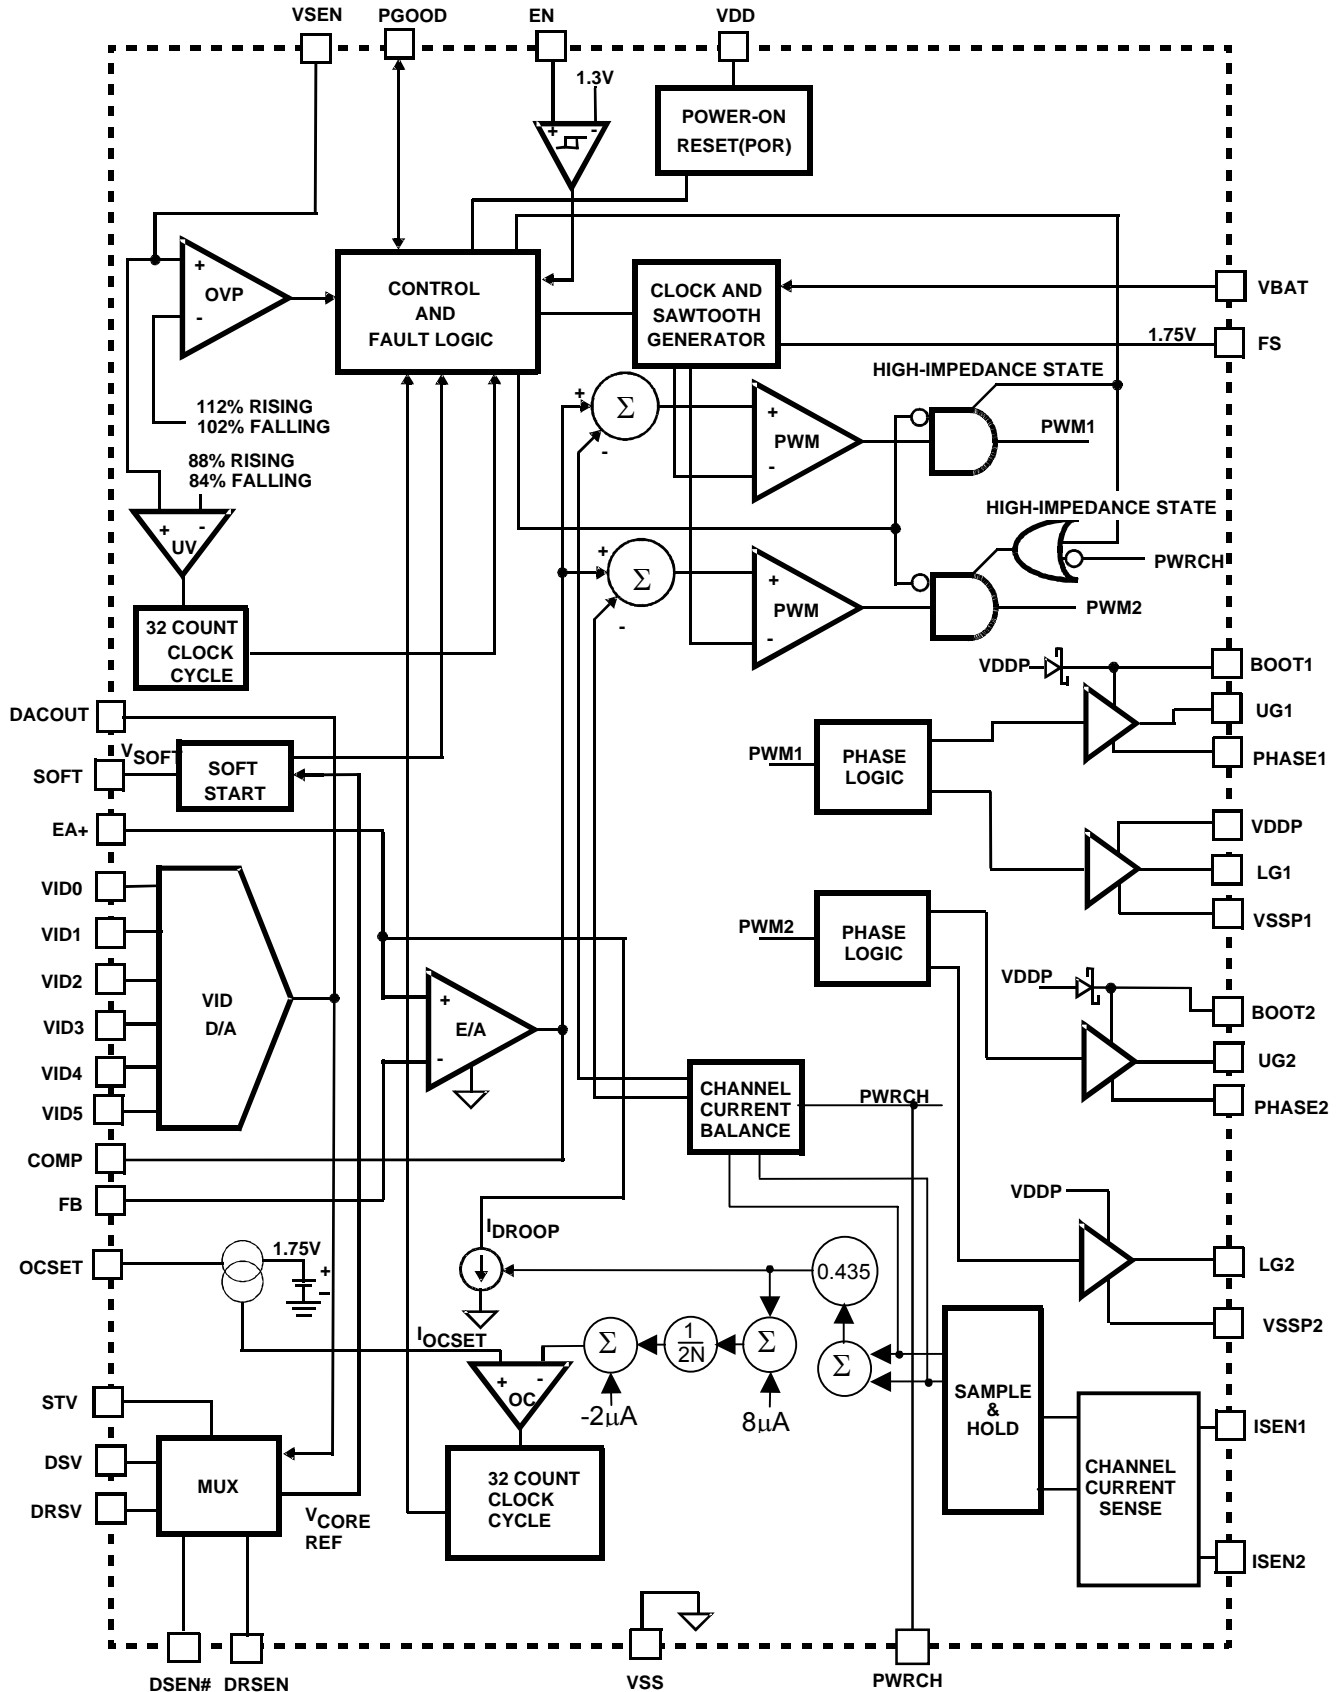 VSEN
PGOOD
EN
VDD
1.3V
+
-
POWER-ON
RESET(POR)
+
OVP
-
CONTROL
AND
FAULT LOGIC
CLOCK AND
SAWTOOTH
GENERATOR
VBAT
1.75V
FS
HIGH-IMPEDANCE STATE
112% RISING
102% FALLING
+
Σ
-
+
PWM
-
PWM1
88% RISING
84% FALLING
+
-
UV
HIGH-IMPEDANCE STATE
+
Σ
-
+
PWM
-
PWRCH
PWM2
32 COUNT
CLOCK
CYCLE
VDDP
BOOT1
UG1
PHASE1
DACOUT
VSOFT
SOFT
SOFT
START
PWM1
PHASE
LOGIC
EA+
VDDP
LG1
VSSP1
VID0
VID1
VID2
VID3
VID4
VID5
VID
D/A
PWM2
PHASE
LOGIC
+
E/A
-
VDDP
BOOT2
UG2
PHASE2
CHANNEL
CURRENT
BALANCE
PWRCH
COMP
FB
VDDP
IDROOP
OCSET
1.75V
+
-
0.435
LG2
VSSP2
IOCSET
+
-
OC
Σ
1
2N
Σ
Σ
-2µA
8µA
STV
DSV
DRSV
MUX
VCORE
REF
32 COUNT
CLOCK
CYCLE
SAMPLE
&
HOLD
CHANNEL
CURRENT
SENSE
ISEN1
ISEN2
DSEN#
DRSEN
VSS
PWRCH